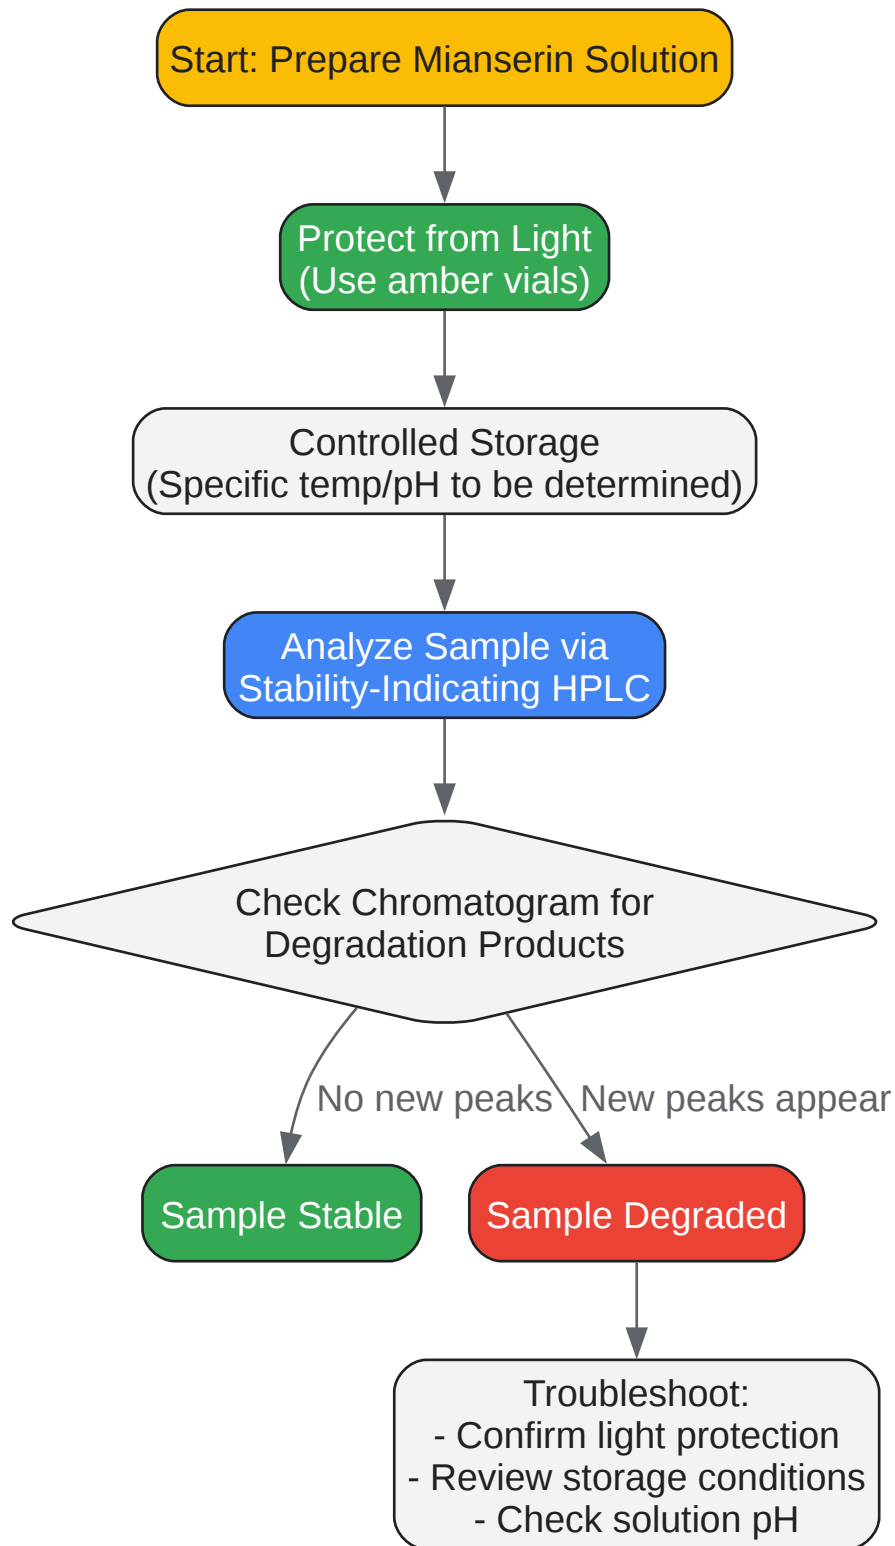 Start: Prepare Mianserin Solution
Protect from Light
(Use amber vials)
Controlled Storage
(Specific temp/pH to be determined)
Analyze Sample via
Stability-Indicating HPLC
Check Chromatogram for
Degradation Products
No new peaks
New peaks appear
Sample Stable
Sample Degraded
Troubleshoot:
- Confirm light protection
- Review storage conditions
- Check solution pH